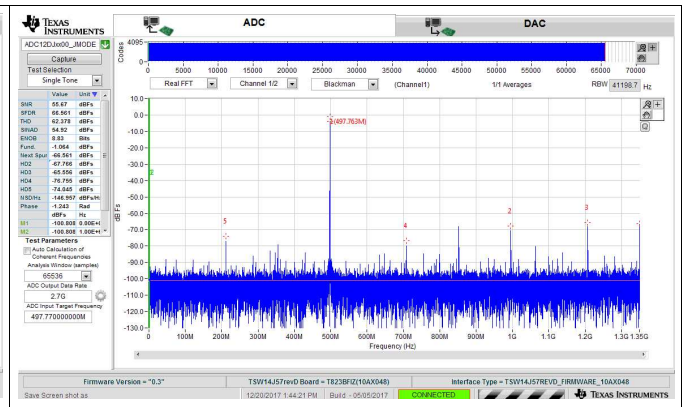 TEXAS INSTRUMENTS
ADC
DAC
ADC12DJxx00_JMODE
Capture
Test Selection
Single Tone
Value Unit
SNR 55.67 dBFs
SFDR 66.561 dBFs
THD 62.378 dBFs
SINAD 54.92 dBFs
ENOB 8.83 Bits
Fund. -1.064 dBFs
Next Spur -66.561 dBFs
HD2 -67.766 dBFs
HD3 -65.556 dBFs
HD4 -76.755 dBFs
HD5 -74.045 dBFs
NSD/Hz -146.957 dBFs/H
Phase -1.243 Rad
dBFs Hz
M1 -100.808 0.00E+(
M2 -100.808 1.00E+(
Test Parameters
Auto Calculation of
Coherent Frequencies
Analysis Window (samples)
65536
ADC Output Data
Rate
2.7G
ADC Input Target Frequency
497.770000000M
Codes
4095
0
0 5000 10000 15000 20000 25000 30000 35000 40000 45000 50000 55000 60000 65000 70000
Real FFT
Channel 1/2
Blackman
(Channel1)
1/1 Averages
RBW 41198.7 Hz
dBFs
10.0
0.0
-10.0
-20.0
-30.0
-40.0
-50.0
-60.0
-70.0
-80.0
-90.0
-100.0
-110.0
-120.0
-130.0
(497.763M)
5
4
2
3
0 100M 200M 300M 400M 500M 600M 700M 800M 900M 1G 1.1G 1.2G 1.3G 1.35G
Frequency (Hz)
Firmware Version = "0.3"
TSW14J57revD Board = T823BFIZ(10AX048)
Interface Type = TSW14J57REVD_FIRMWARE_10AX048
Save Screen shot as
12/20/2017 1:44:21 PM
Build - 05/05/2017
CONNECTED
TEXAS INSTRUMENTS